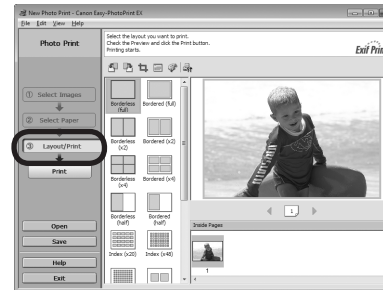 New Photo Print - Canon Easy-PhotoPrint EX
File Edit View Help
Photo Print
Select the layout you want to print.
Check the Preview and click the Print button.
Printing starts.
Exif Prin
① Select Images
② Select Paper
③ Layout/Print
Print
Open
Save
Help
Exit
Borderless (full)
Bordered (full)
Borderless (x2)
Bordered (x2)
Borderless (x4)
Bordered (x4)
Borderless (half)
Bordered (half)
Index (x20)
Index (x48)
1
Inside Pages
1